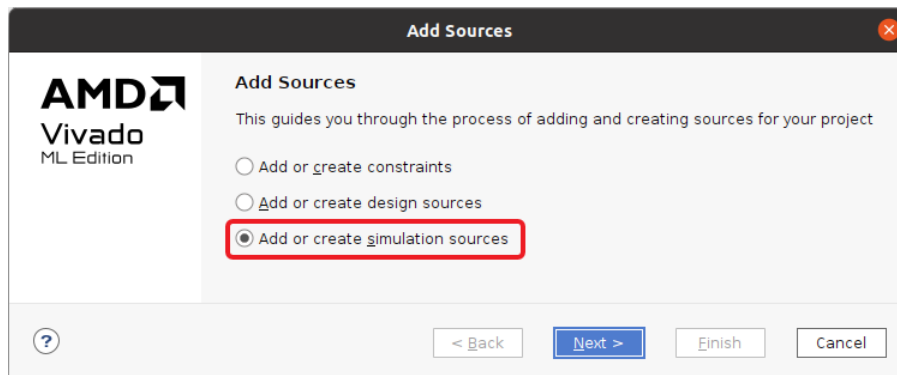 Add Sources
AMD
Vivado
ML Edition
Add Sources
This guides you through the process of adding and creating sources for your project
Add or create constraints
Add or create design sources
Add or create simulation sources
?
< Back
Next >
Finish
Cancel